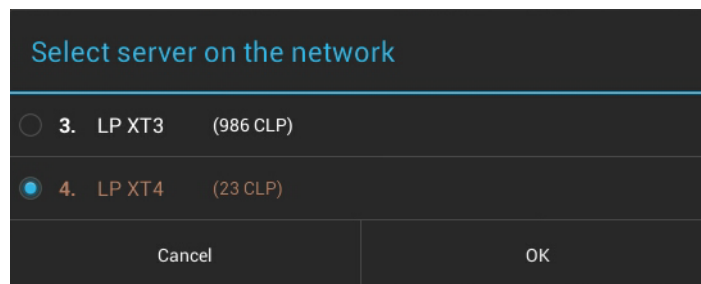 Select server on the network
3. LP XT3 (986 CLP)
4. LP XT4 (23 CLP)
Cancel OK